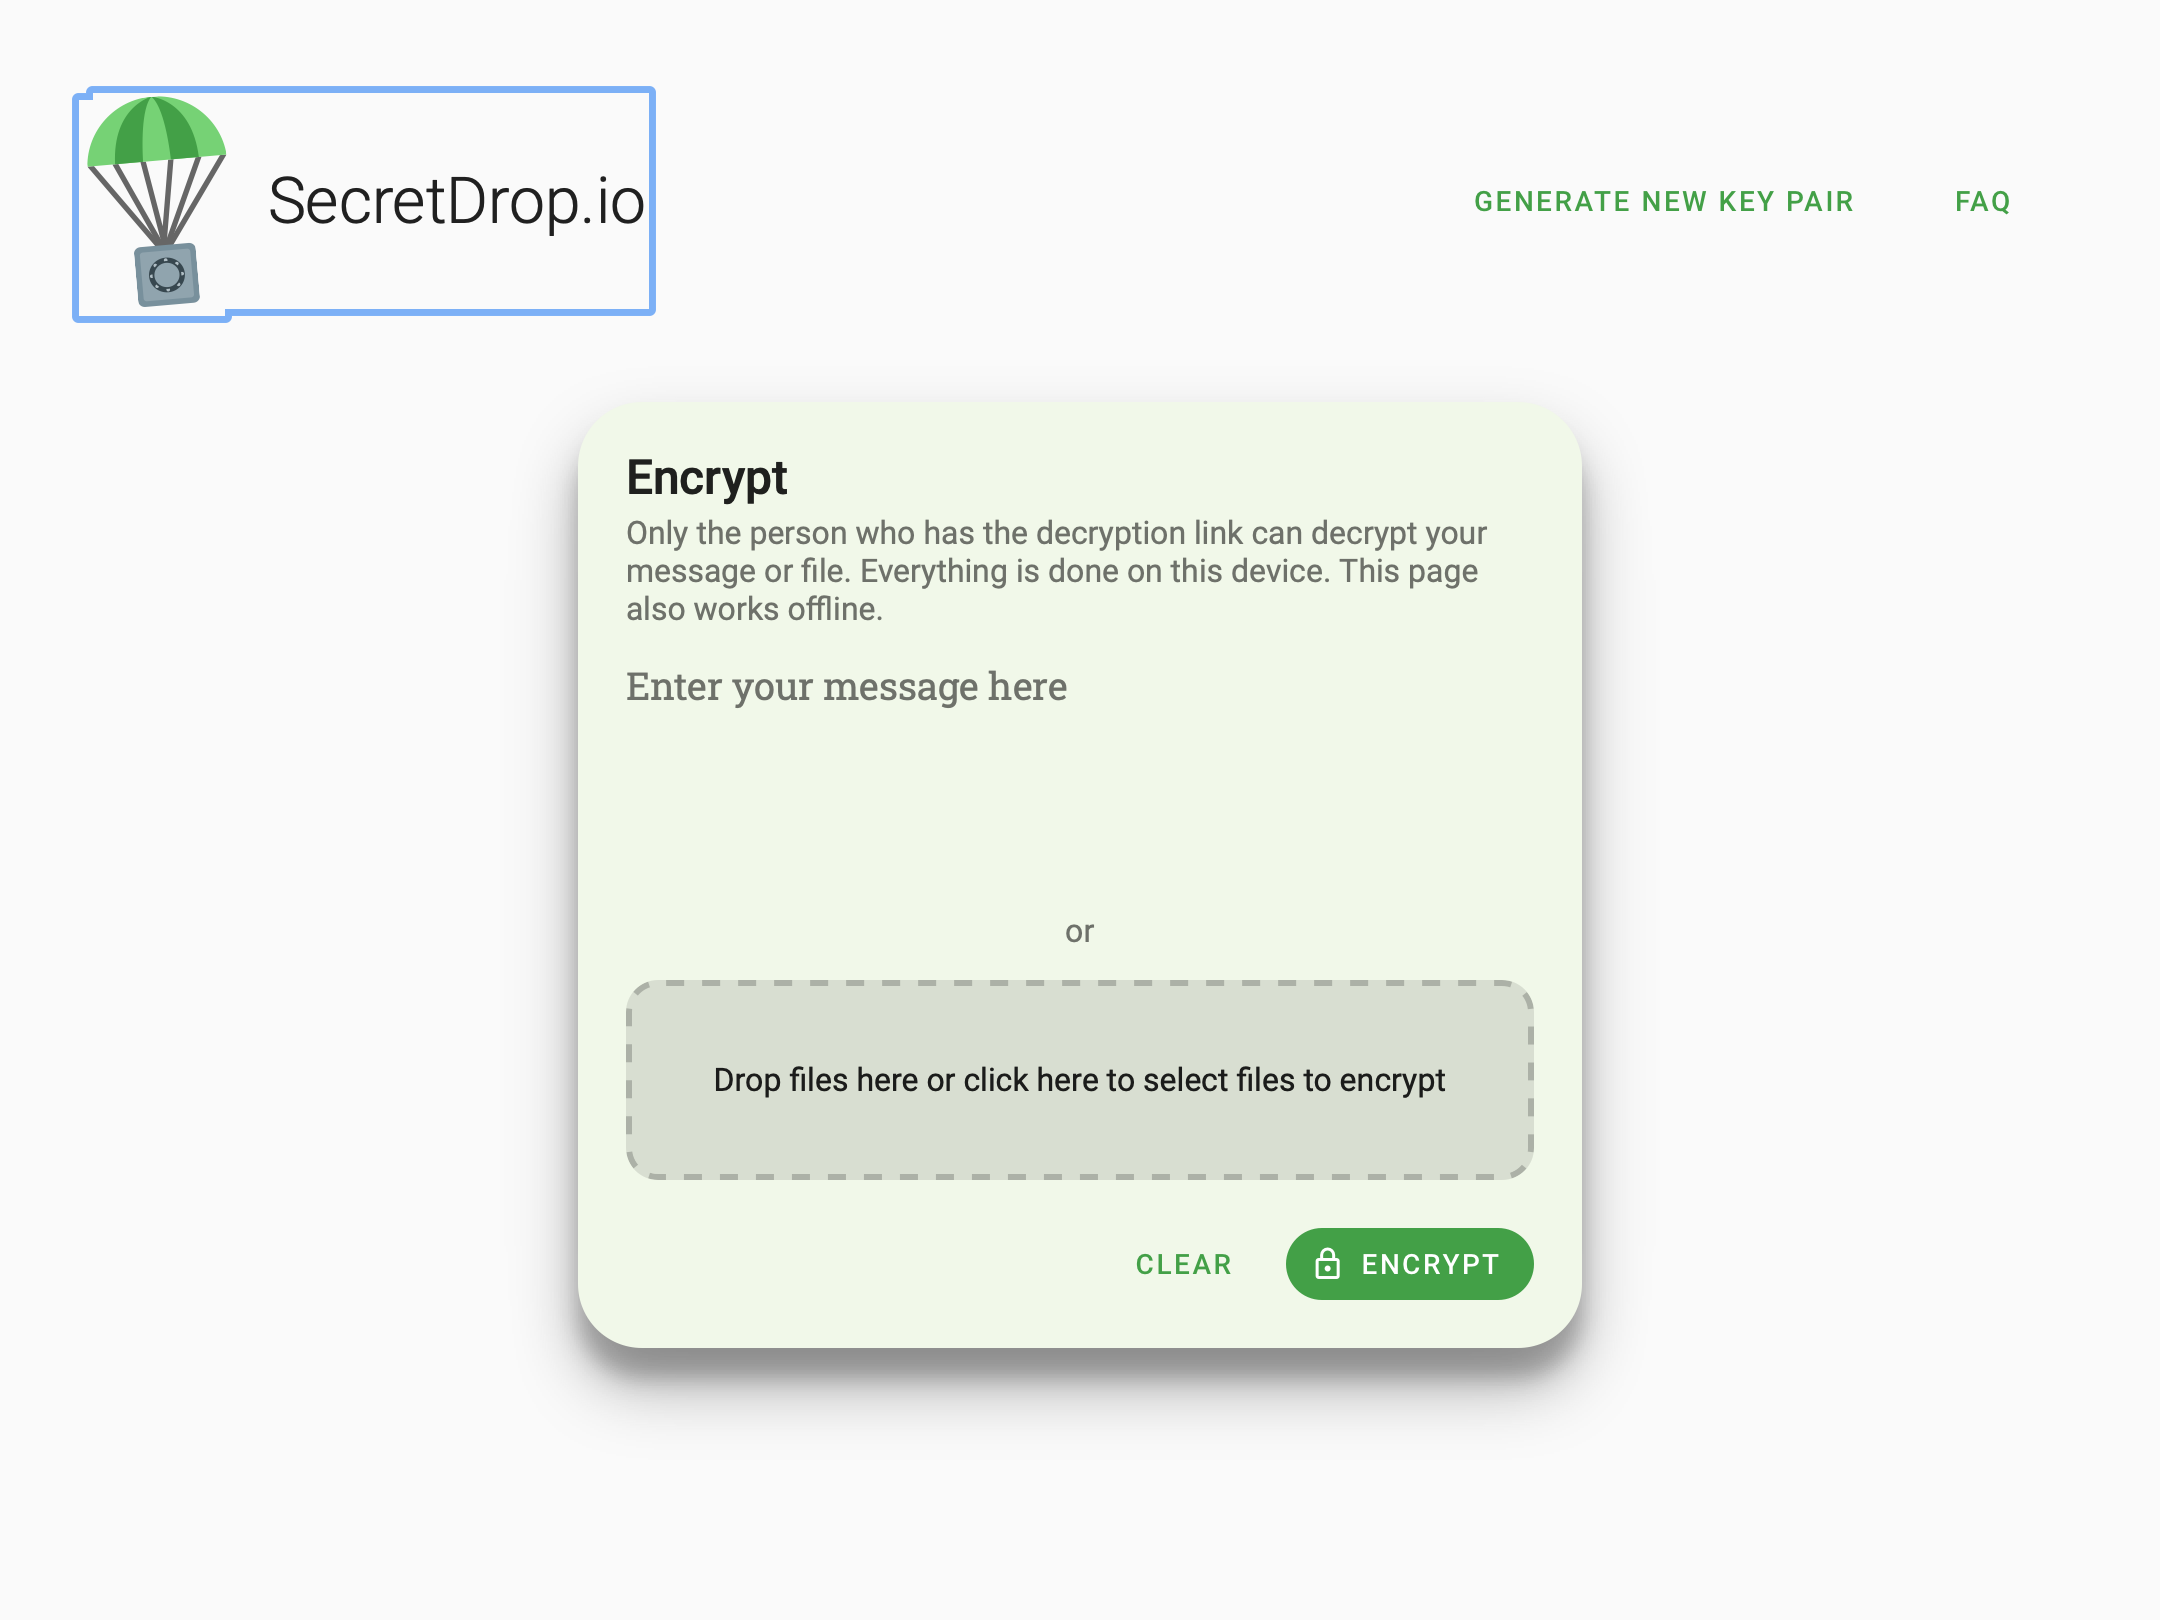 SecretDrop.io
GENERATE NEW KEY PAIR
FAQ
Encrypt
Only the person who has the decryption link can decrypt your
message or file. Everything is done on this device. This page
also works offline.
Enter your message here
or
Drop files here or click here to select files to encrypt
CLEAR
ENCRYPT